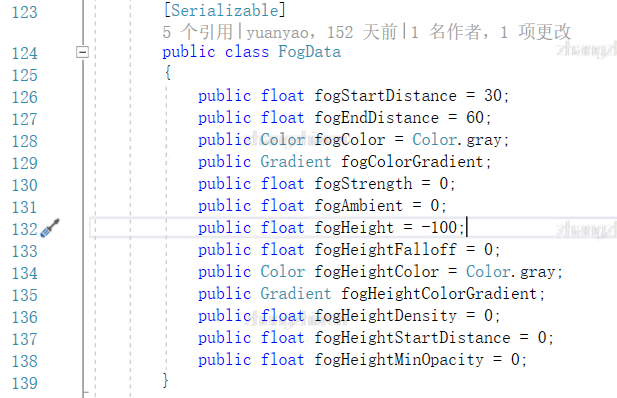 123 [Serializable]
5 个引用|yuanyao，152 天前|1 名作者，1 项更改
124 public class FogData
125 {
126 public float fogStartDistance = 30;
127 public float fogEndDistance = 60;
128 public Color fogColor = Color.gray;
129 public Gradient fogColorGradient;
130 public float fogStrength = 0;
131 public float fogAmbient = 0;
132 public float fogHeight = -100;
133 public float fogHeightFalloff = 0;
134 public Color fogHeightColor = Color.gray;
135 public Gradient fogHeightColorGradient;
136 public float fogHeightDensity = 0;
137 public float fogHeightStartDistance = 0;
138 public float fogHeightMinOpacity = 0;
139 }